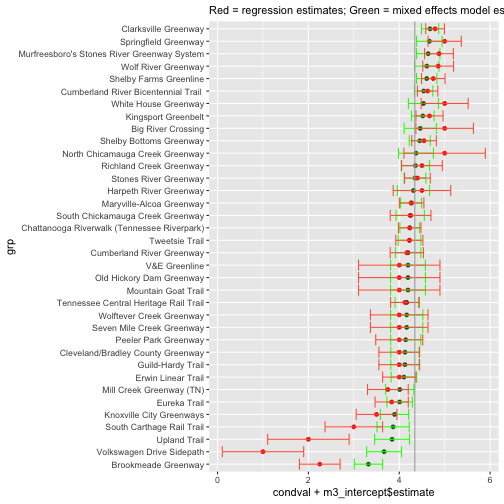 Red = regression estimates; Green = mixed effects model es
Clarksville Greenway
Springfield Greenway
Murfreesboro's Stones River Greenway System
Wolf River Greenway
Shelby Farms Greenline
Cumberland River Bicentennial Trail
White House Greenway
Kingsport Greenbelt
Big River Crossing
Shelby Bottoms Greenway
North Chicamauga Creek Greenway
Richland Creek Greenway
Stones River Greenway
Harpeth River Greenway
Maryville-Alcoa Greenway
South Chickamauga Creek Greenway
Chattanooga Riverwalk (Tennessee Riverpark)
Tweetsie Trail
Cumberland River Greenway
V&E Greenline
Old Hickory Dam Greenway
Mountain Goat Trail
Tennessee Central Heritage Rail Trail
Wolftever Creek Greenway
Seven Mile Creek Greenway
Peeler Park Greenway
Cleveland/Bradley County Greenway
Guild-Hardy Trail
Erwin Linear Trail
Mill Creek Greenway (TN)
Eureka Trail
Knoxville City Greenways
South Carthage Rail Trail
Upland Trail
Volkswagen Drive Sidepath
Brookmeade Greenway
grp
0 2 4 6
condval + m3_intercept$estimate